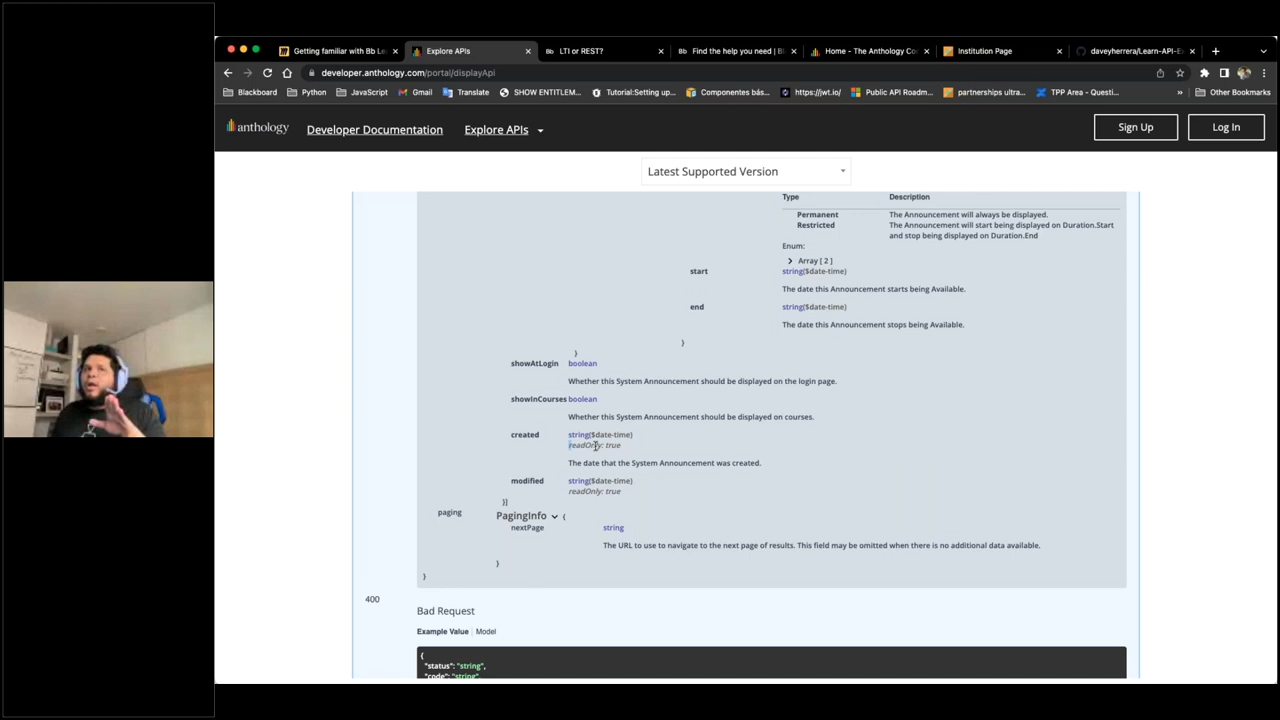 Getting familiar with Bb Le
Explore APIs
LTI or REST?
Find the help you need | B
Home - The Anthology Co
Institution Page
daveyherrera/Learn-API-E
developer.anthology.com/portal/displayApi
Blackboard
Python
JavaScript
Gmail
Translate
SHOW ENTITLEM...
Tutorial:Setting up...
Componentes bás...
https://jwt.io/
Public API Roadm...
partnerships ultra...
TPP Area - Questi...
»
Other Bookmarks
anthology
Developer Documentation
Explore APIs
Sign Up
Log In
Latest Supported Version
Type Description
Permanent The Announcement will always be displayed.
Restricted The Announcement will start being displayed on Duration.Start
and stop being displayed on Duration.End
Enum:
Array [ 2 ]
start string($date-time)
The date this Announcement starts being Available.
end string($date-time)
The date this Announcement stops being Available.
}
}
showAtLogin boolean
Whether this System Announcement should be displayed on the login page.
showInCourses boolean
Whether this System Announcement should be displayed on courses.
created string($date-time)
readOnly: true
The date that the System Announcement was created.
modified string($date-time)
readOnly: true
}]
paging PagingInfo {
nextPage string
The URL to use to navigate to the next page of results. This field may be omitted when there is no additional data available.
}
}
400
Bad Request
Example Value | Model
{
"status": "string",
"code": "string",